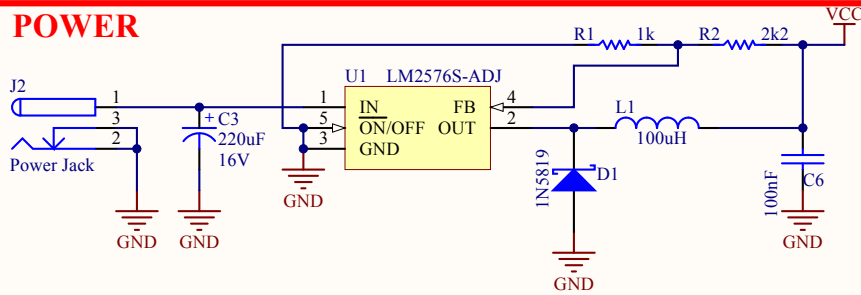 POWER
VCC
R1 1k R2 2k2
J2
U1 LM2576S-ADJ
1
3
2
Power Jack
+
C3
220uF
16V
1 IN FB 4
5 ON/OFF OUT 2
3 GND
L1
100uH
1N5819
D1
100nF
C6
GND
GND
GND
GND
GND